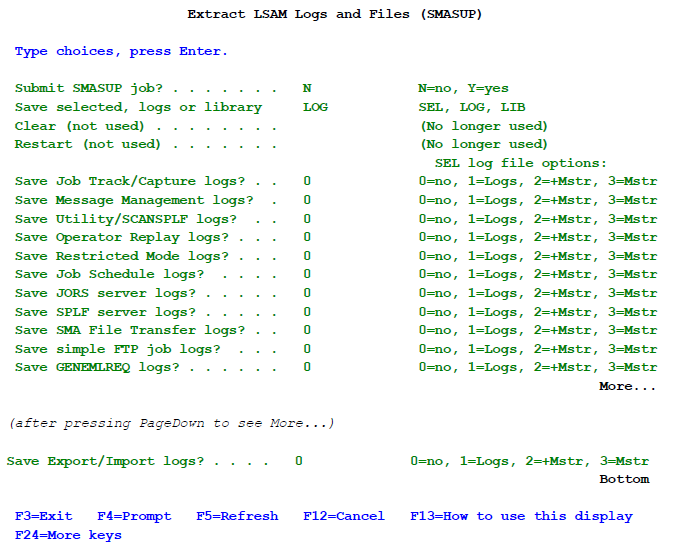 Extract LSAM Logs and Files (SMASUP)
Type choices, press Enter.
Submit SMASUP job? . . . . . . . N N=no, Y=yes
Save selected, logs or library LOG SEL, LOG, LIB
Clear (not used) . . . . . . . . (No longer used)
Restart (not used) . . . . . . . (No longer used)
SEL log file options:
Save Job Track/Capture logs? . . 0 0=no, 1=Logs, 2=+Mstr, 3=Mstr
Save Message Management logs? . 0 0=no, 1=Logs, 2=+Mstr, 3=Mstr
Save Utility/SCANSPLF logs? . . 0 0=no, 1=Logs, 2=+Mstr, 3=Mstr
Save Operator Replay logs? . . . 0 0=no, 1=Logs, 2=+Mstr, 3=Mstr
Save Restricted Mode logs? . . . 0 0=no, 1=Logs, 2=+Mstr, 3=Mstr
Save Job Schedule logs? . . . . 0 0=no, 1=Logs, 2=+Mstr, 3=Mstr
Save JORS server logs? . . . . . 0 0=no, 1=Logs, 2=+Mstr, 3=Mstr
Save SPLF server logs? . . . . . 0 0=no, 1=Logs, 2=+Mstr, 3=Mstr
Save SMA File Transfer logs? . . 0 0=no, 1=Logs, 2=+Mstr, 3=Mstr
Save simple FTP job logs? . . . 0 0=no, 1=Logs, 2=+Mstr, 3=Mstr
Save GENEMLREQ logs? . . . . . . 0 0=no, 1=Logs, 2=+Mstr, 3=Mstr
More...
(after pressing PageDown to see More...)
Save Export/Import logs? . . . . 0 0=no, 1=Logs, 2=+Mstr, 3=Mstr
Bottom
F3=Exit F4=Prompt F5=Refresh F12=Cancel F13=How to use this display
F24=More keys